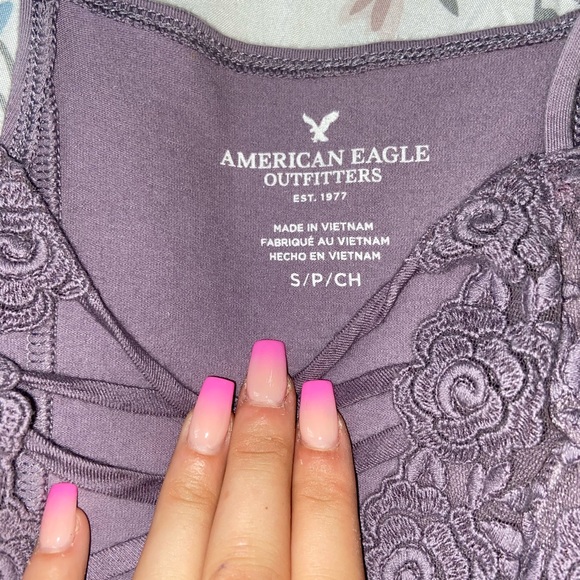 AMERICAN EAGLE
OUTFITTERS
EST. 1977
MADE IN VIETNAM
FABRIQUÉ AU VIETNAM
HECHO EN VIETNAM
S/P/CH